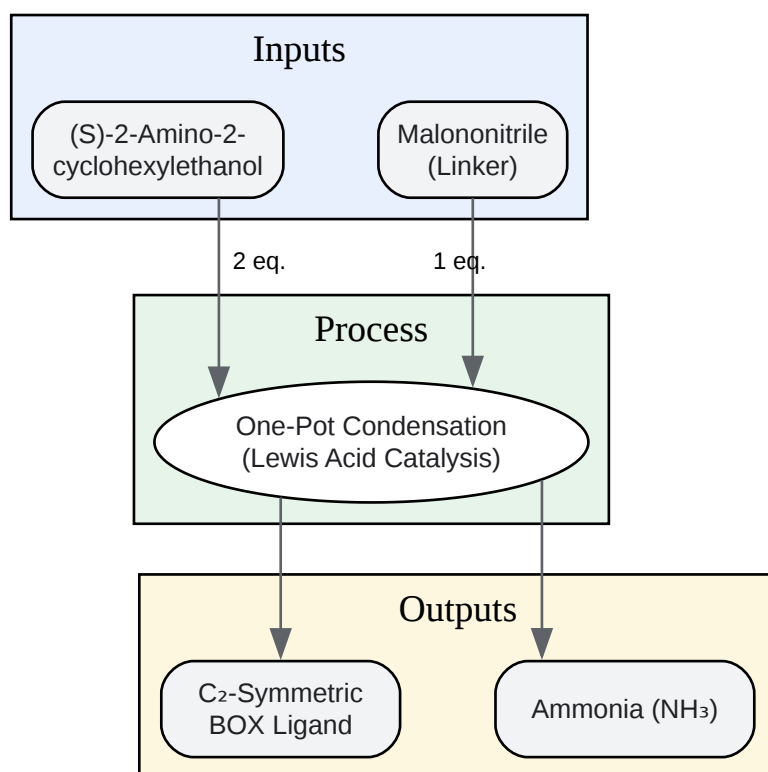 Inputs
(S)-2-Amino-2-
cyclohexylethanol
Malononitrile
(Linker)
2 eq.
1 eq.
Process
One-Pot Condensation
(Lewis Acid Catalysis)
Outputs
C₂-Symmetric
BOX Ligand
Ammonia (NH₃)